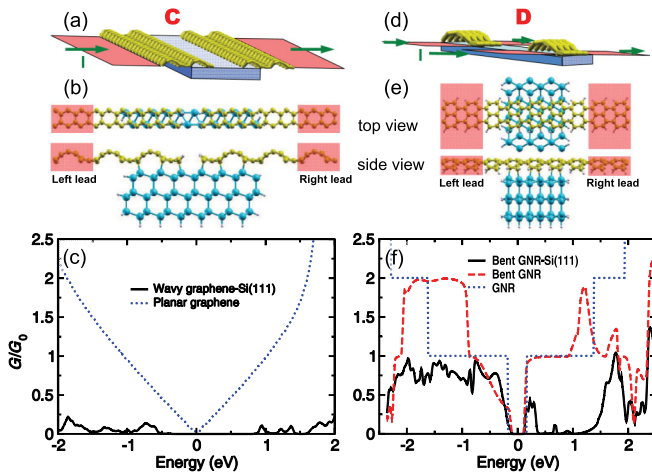 C
D
(a)
(d)
I
I
(b)
(e)
top view
side view
Left lead
Right lead
Left lead
Right lead
(c)
(f)
2.5
2
1.5
1
0.5
0
G/G0
Wavy graphene-Si(111)
Planar graphene
-2 -1 0 1 2
Energy (eV)
2.5
2
1.5
1
0.5
0
Bent GNR-Si(111)
Bent GNR
GNR
-2 -1 0 1 2
Energy (eV)